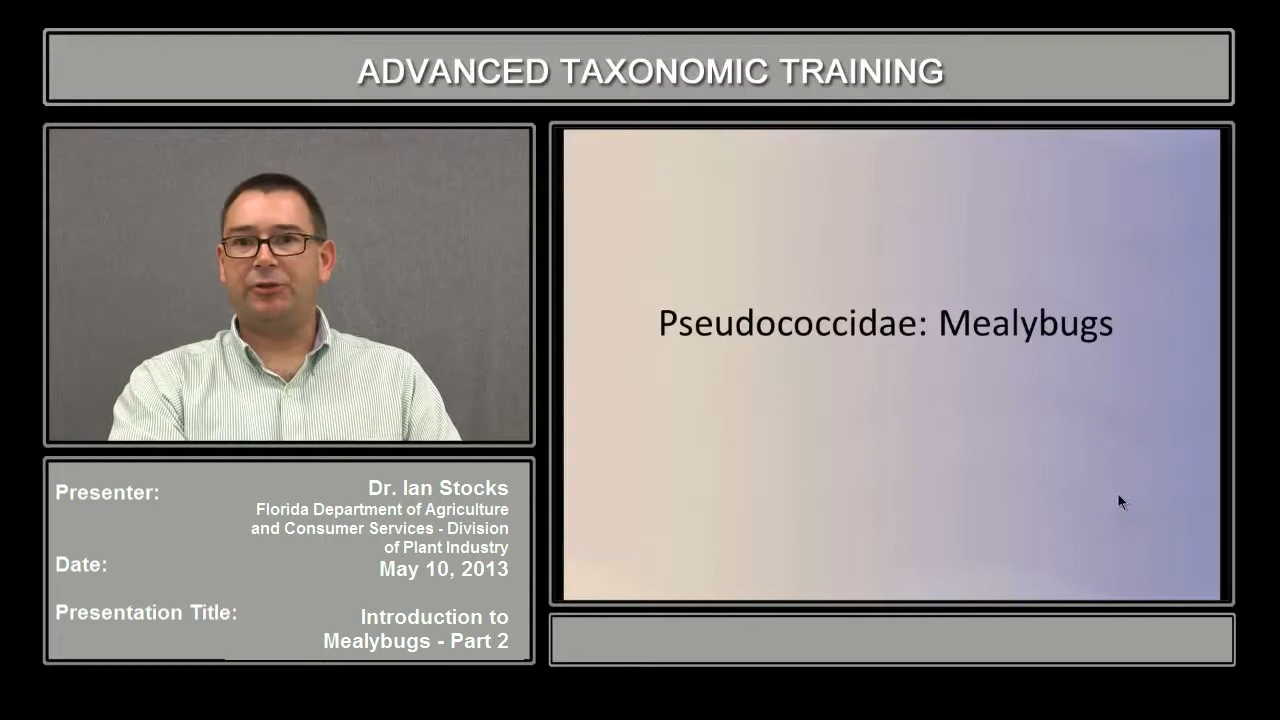 ADVANCED TAXONOMIC TRAINING
Pseudococcidae: Mealybugs
Presenter:
Dr. Ian Stocks
Florida Department of Agriculture
and Consumer Services - Division
of Plant Industry
Date:
May 10, 2013
Presentation Title:
Introduction to
Mealybugs - Part 2